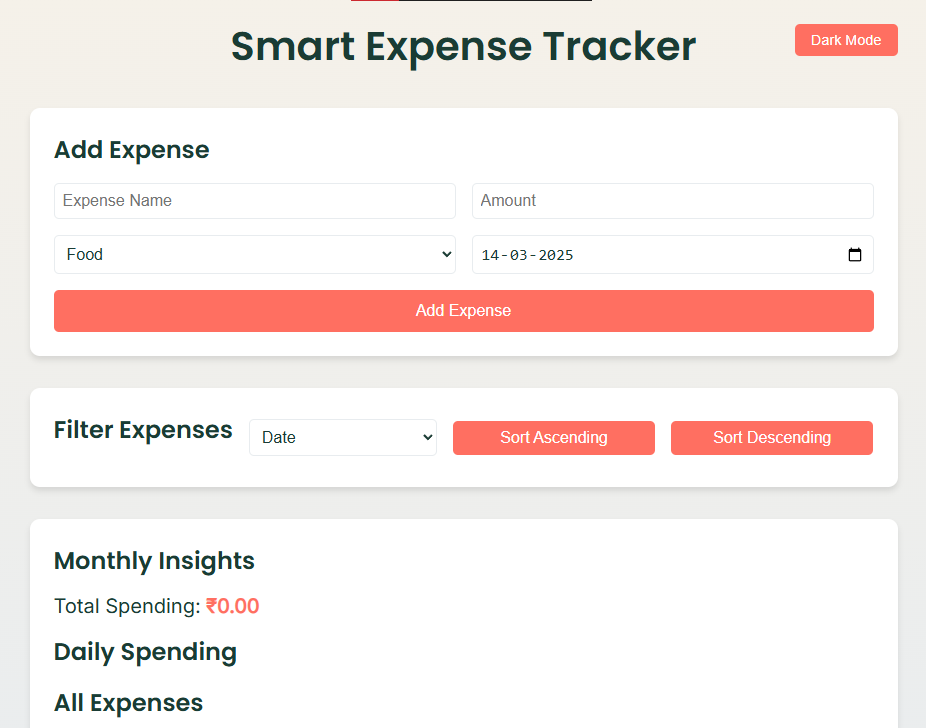 Smart Expense Tracker
Dark Mode
Add Expense
Expense Name
Amount
Food
14-03-2025
Add Expense
Filter Expenses
Date
Sort Ascending
Sort Descending
Monthly Insights
Total Spending: ₹0.00
Daily Spending
All Expenses